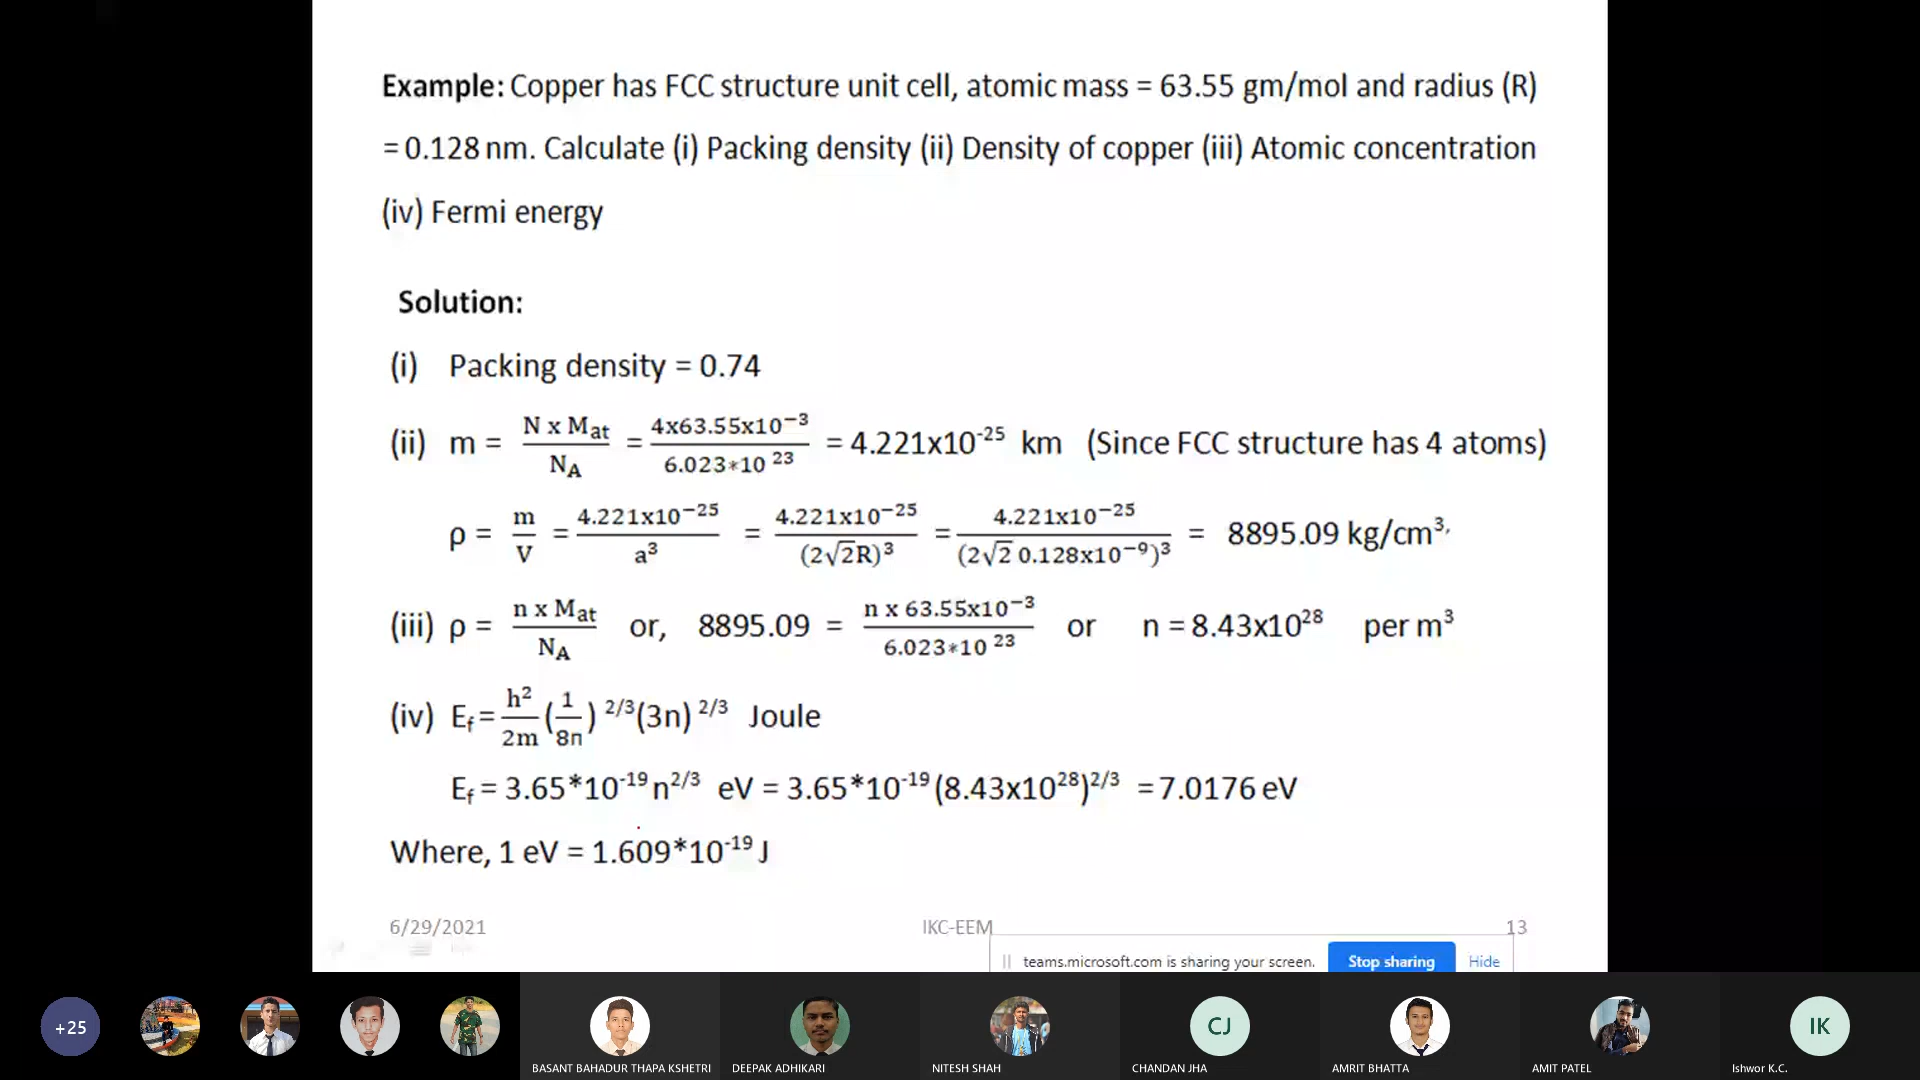 Example: Copper has FCC structure unit cell, atomic mass = 63.55 gm/mol and radius (R)
= 0.128 nm. Calculate (i) Packing density (ii) Density of copper (iii) Atomic concentration
(iv) Fermi energy
Solution:
(i) Packing density = 0.74
(ii) m = N x Mat / NA = 4x63.55x10⁻³ / 6.023*10 ²³ = 4.221x10⁻²⁵ km (Since FCC structure has 4 atoms)
ρ = m / V = 4.221x10⁻²⁵ / a³ = 4.221x10⁻²⁵ / (2√2R)³ = 4.221x10⁻²⁵ / (2√2 0.128x10⁻⁹)³ = 8895.09 kg/cm³.
(iii) ρ = n x Mat / NA or, 8895.09 = n x 63.55x10⁻³ / 6.023*10 ²³ or n = 8.43x10²⁸ per m³
(iv) Ef = h² / 2m (1 / 8п) ²/³ (3n) ²/³ Joule
Ef = 3.65*10⁻¹⁹ n²/³ eV = 3.65*10⁻¹⁹ (8.43x10²⁸)²/³ = 7.0176 eV
Where, 1 eV = 1.609*10⁻¹⁹ J
6/29/2021 IKC-EEM 13
teams.microsoft.com is sharing your screen. Stop sharing Hide
+25 CJ IK
BASANT BAHADUR THAPA KSHETRI DEEPAK ADHIKARI NITESH SHAH CHANDAN JHA AMRIT BHATTA AMIT PATEL Ishwor K.C.